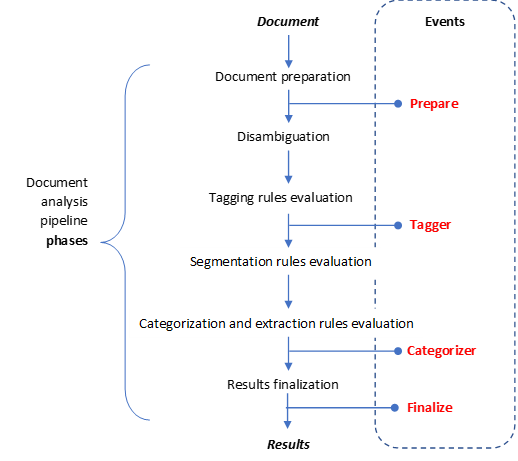 Document
Events
Document preparation
Prepare
Disambiguation
Tagging rules evaluation
Document
analysis
pipeline
phases
Tagger
Segmentation rules evaluation
Categorization and extraction rules evaluation
Categorizer
Results finalization
Finalize
Results